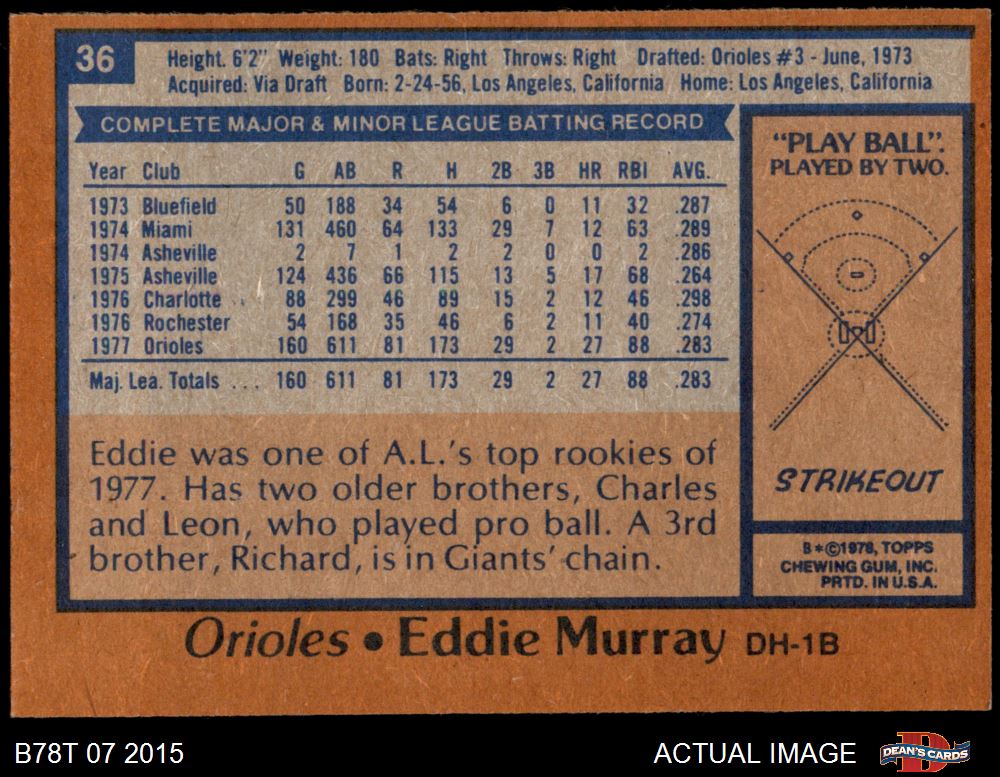 36
Height. 6'2" Weight: 180 Bats: Right Throws: Right Drafted: Orioles #3 - June, 1973
Acquired: Via Draft Born: 2-24-56, Los Angeles, California Home: Los Angeles, California
COMPLETE MAJOR & MINOR LEAGUE BATTING RECORD
Year Club G AB R H 2B 3B HR RBI AVG.
1973 Bluefield 50 188 34 54 6 0 11 32 .287
1974 Miami 131 460 64 133 29 7 12 63 .289
1974 Asheville 2 7 1 2 2 0 0 2 .286
1975 Asheville 124 436 66 115 13 5 17 68 .264
1976 Charlotte 88 299 46 89 15 2 12 46 .298
1976 Rochester 54 168 35 46 6 2 11 40 .274
1977 Orioles 160 611 81 173 29 2 27 88 .283
Maj. Lea. Totals ... 160 611 81 173 29 2 27 88 .283
Eddie was one of A.L.'s top rookies of
1977. Has two older brothers, Charles
and Leon, who played pro ball. A 3rd
brother, Richard, is in Giants' chain.
"PLAY BALL".
PLAYED BY TWO.
STRIKEOUT
B*©1978, TOPPS
CHEWING GUM, INC.
PRTD. IN U.S.A.
Orioles • Eddie Murray DH-1B
B78T 07 2015
ACTUAL IMAGE
D
DEAN'S CARDS